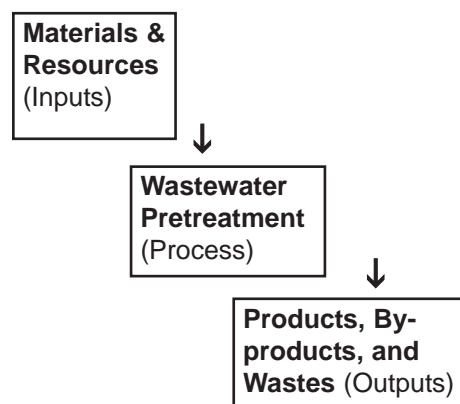 Materials &
Resources
(Inputs)
Wastewater
Pretreatment
(Process)
Products, By-
products, and
Wastes (Outputs)